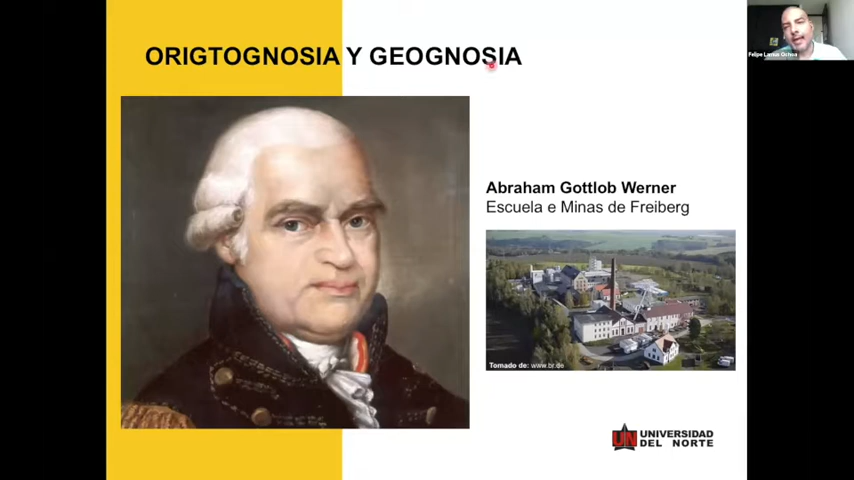 ORIGTOGNOSIA Y GEOGNOSIA
Felipe Lamus Ochoa
Abraham Gottlob Werner
Escuela e Minas de Freiberg
Tomado de: www.br.de
UN UNIVERSIDAD
DEL NORTE